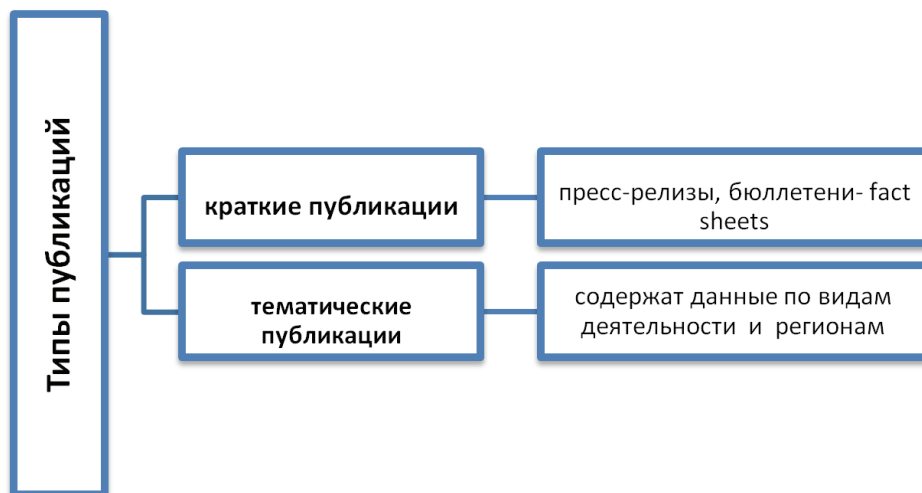 Типы публикаций
краткие публикации
пресс-релизы, бюллетени- fact
sheets
тематические
публикации
содержат данные по видам
деятельности и регионам